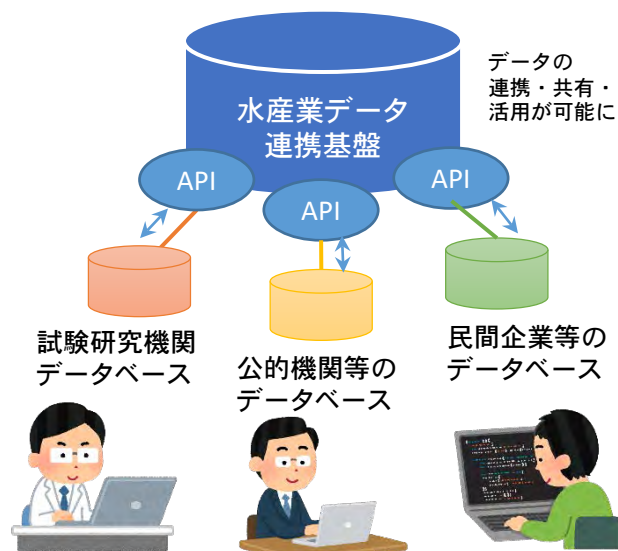 データの
連携・共有・
活用が可能に
水産業データ
連携基盤
API
API
API
試験研究機関
データベース
公的機関等の
データベース
民間企業等の
データベース